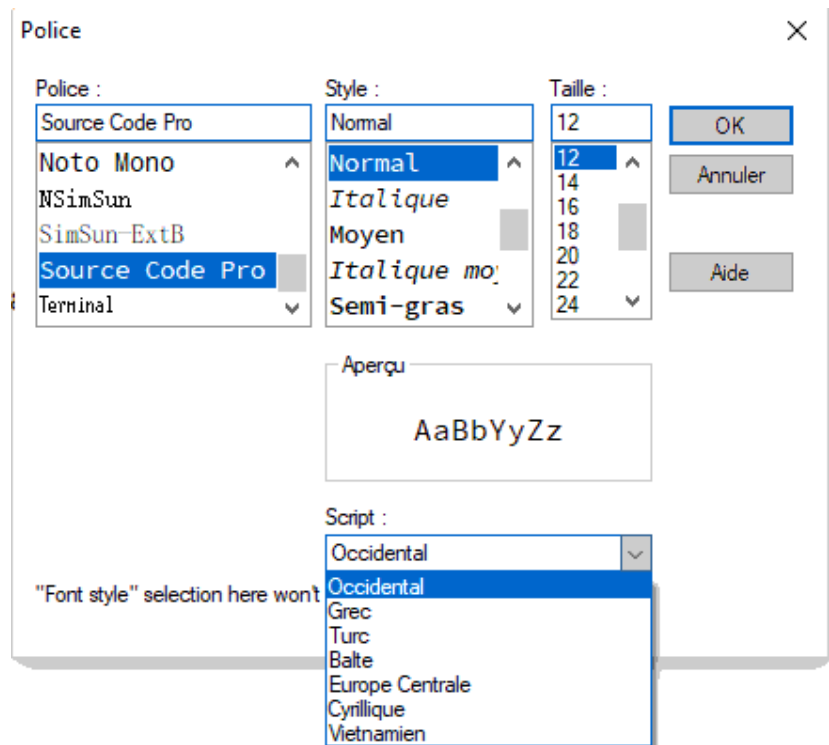 Police
Police :
Source Code Pro
Noto Mono
NSimSun
SimSun-ExtB
Source Code Pro
Terminal
Style :
Normal
Normal
Italique
Moyen
Italique mo
Semi-gras
Taille :
12
12
14
16
18
20
22
24
OK
Annuler
Aide
Aperçu
AaBbYyZz
Script :
Occidental
"Font style" selection here won't
Occidental
Grec
Turc
Balte
Europe Centrale
Cyrillique
Vietnamien